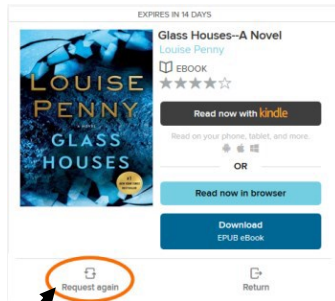 EXPIRES IN 14 DAYS
Glass Houses--A Novel
Louise Penny
EBOOK
LOUISE
PENNY
A NOVEL
GLASS
HOUSES
Read now with kindle
Read on your phone, tablet, and more.
OR
Read now in browser
Download
EPUB eBook
Request again
Return